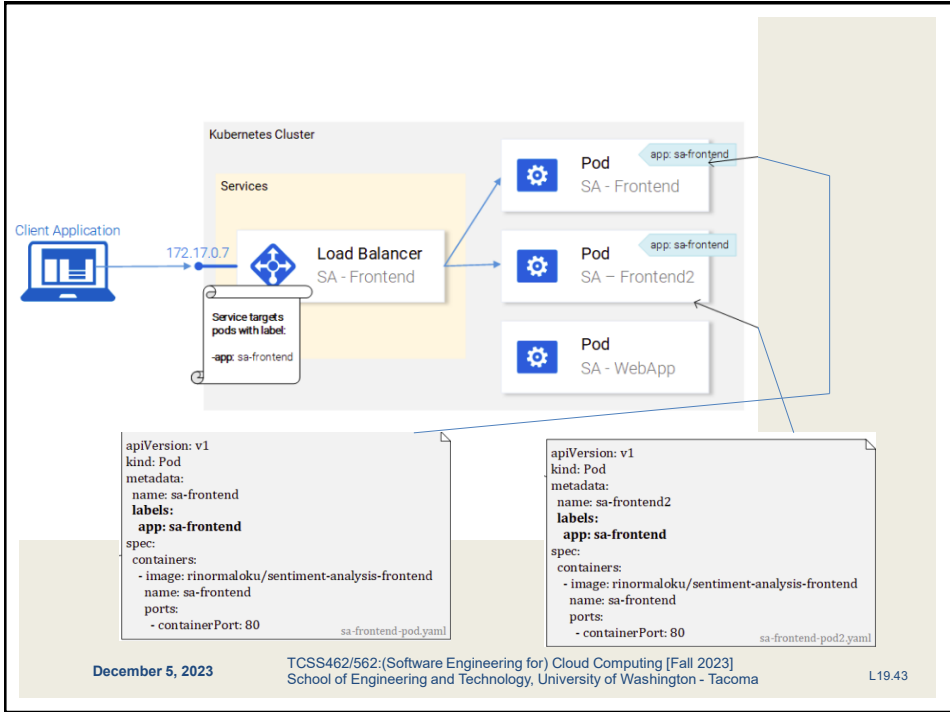 Kubernetes Cluster
Services
Client Application
172.17.0.7
Load Balancer
SA - Frontend
Service targets
pods with label:
-app: sa-frontend
app: sa-frontend
Pod
SA - Frontend
app: sa-frontend
Pod
SA – Frontend2
Pod
SA - WebApp
apiVersion: v1
kind: Pod
metadata:
name: sa-frontend
labels:
app: sa-frontend
spec:
containers:
- image: rinormaloku/sentiment-analysis-frontend
name: sa-frontend
ports:
- containerPort: 80
sa-frontend-pod.yaml
apiVersion: v1
kind: Pod
metadata:
name: sa-frontend2
labels:
app: sa-frontend
spec:
containers:
- image: rinormaloku/sentiment-analysis-frontend
name: sa-frontend
ports:
- containerPort: 80
sa-frontend-pod2.yaml
December 5, 2023
TCSS462/562:(Software Engineering for) Cloud Computing [Fall 2023]
School of Engineering and Technology, University of Washington - Tacoma
L19.43